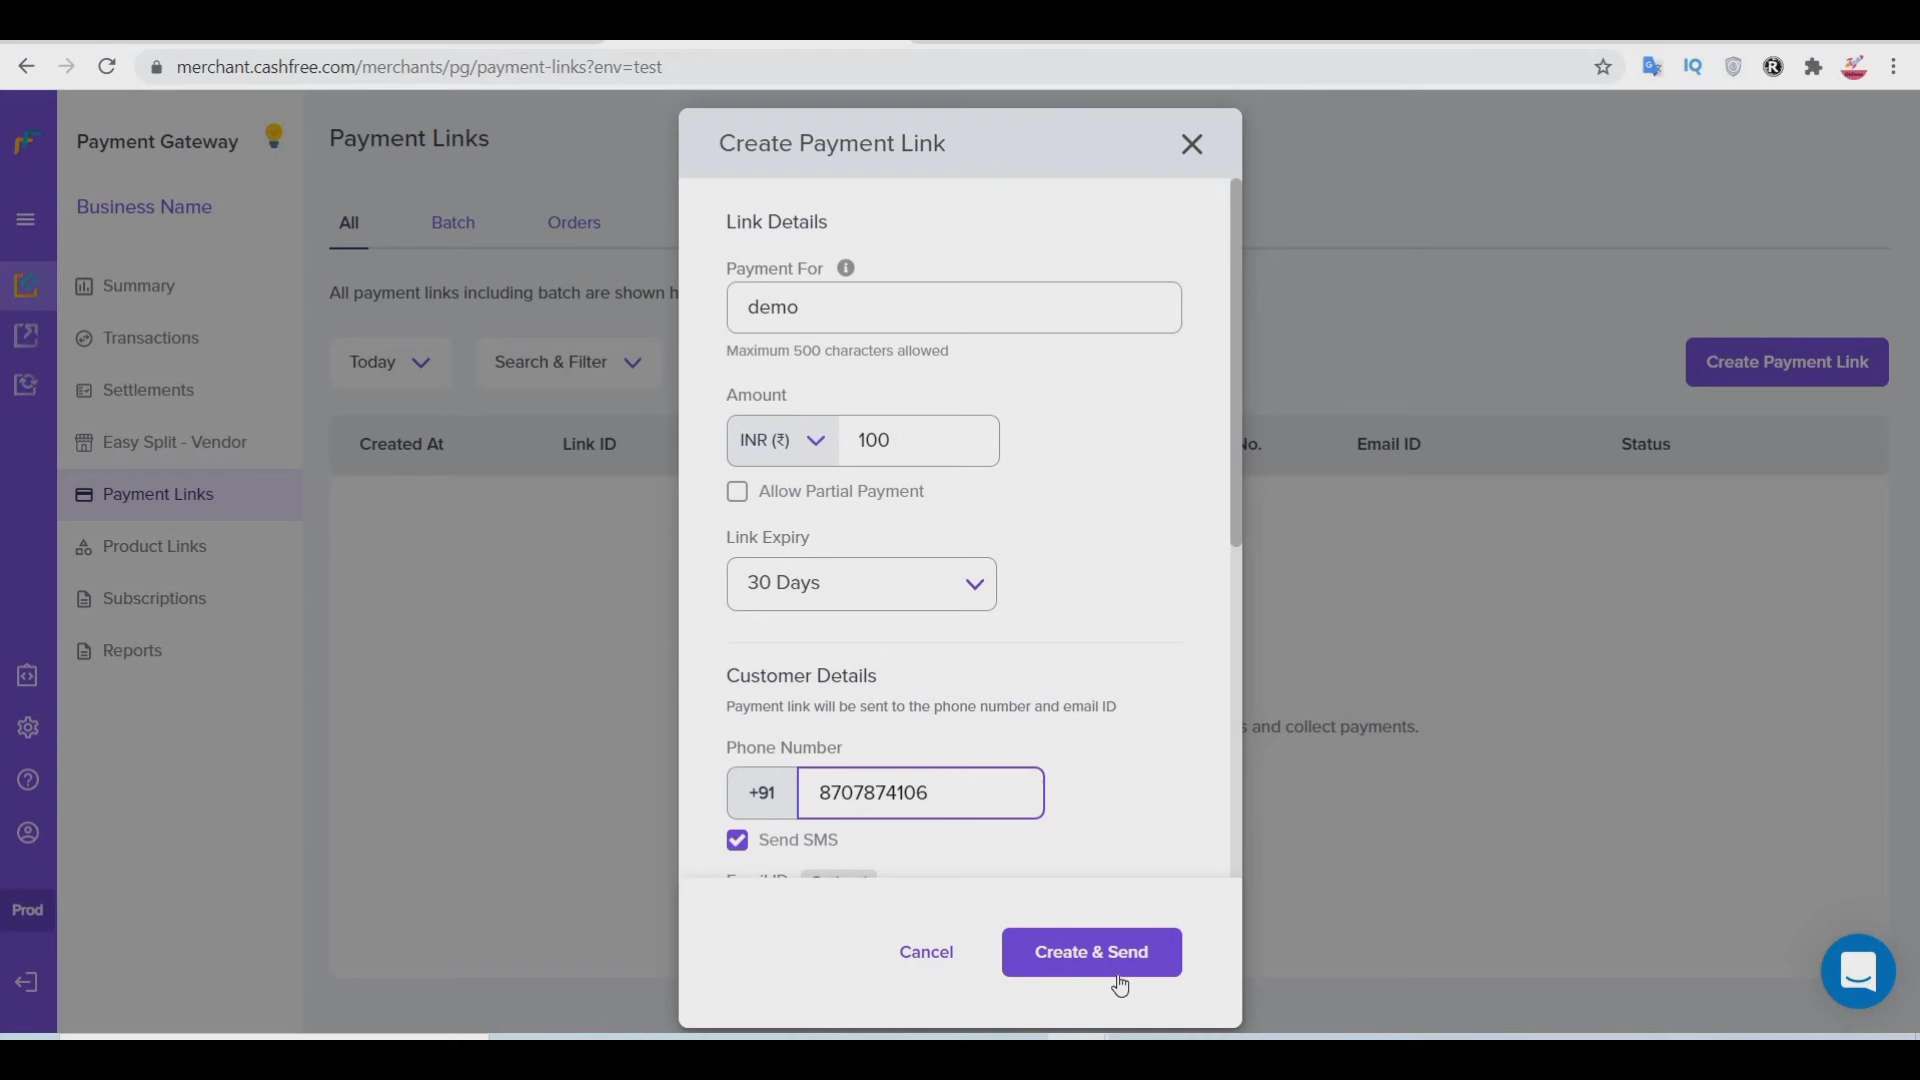 merchant.cashfree.com/merchants/pg/payment-links?env=test
IQ
Payment Gateway
Business Name
Summary
Transactions
Settlements
Easy Split - Vendor
Payment Links
Product Links
Subscriptions
Reports
Prod
Payment Links
All
Batch
Orders
All payment links including batch are shown
Today
Search & Filter
Create Payment Link
Created At
Link ID
No.
Email ID
Status
and collect payments.
Create Payment Link
Link Details
Payment For
demo
Maximum 500 characters allowed
Amount
INR (₹)
100
Allow Partial Payment
Link Expiry
30 Days
Customer Details
Payment link will be sent to the phone number and email ID
Phone Number
+91
8707874106
Send SMS
Cancel
Create & Send